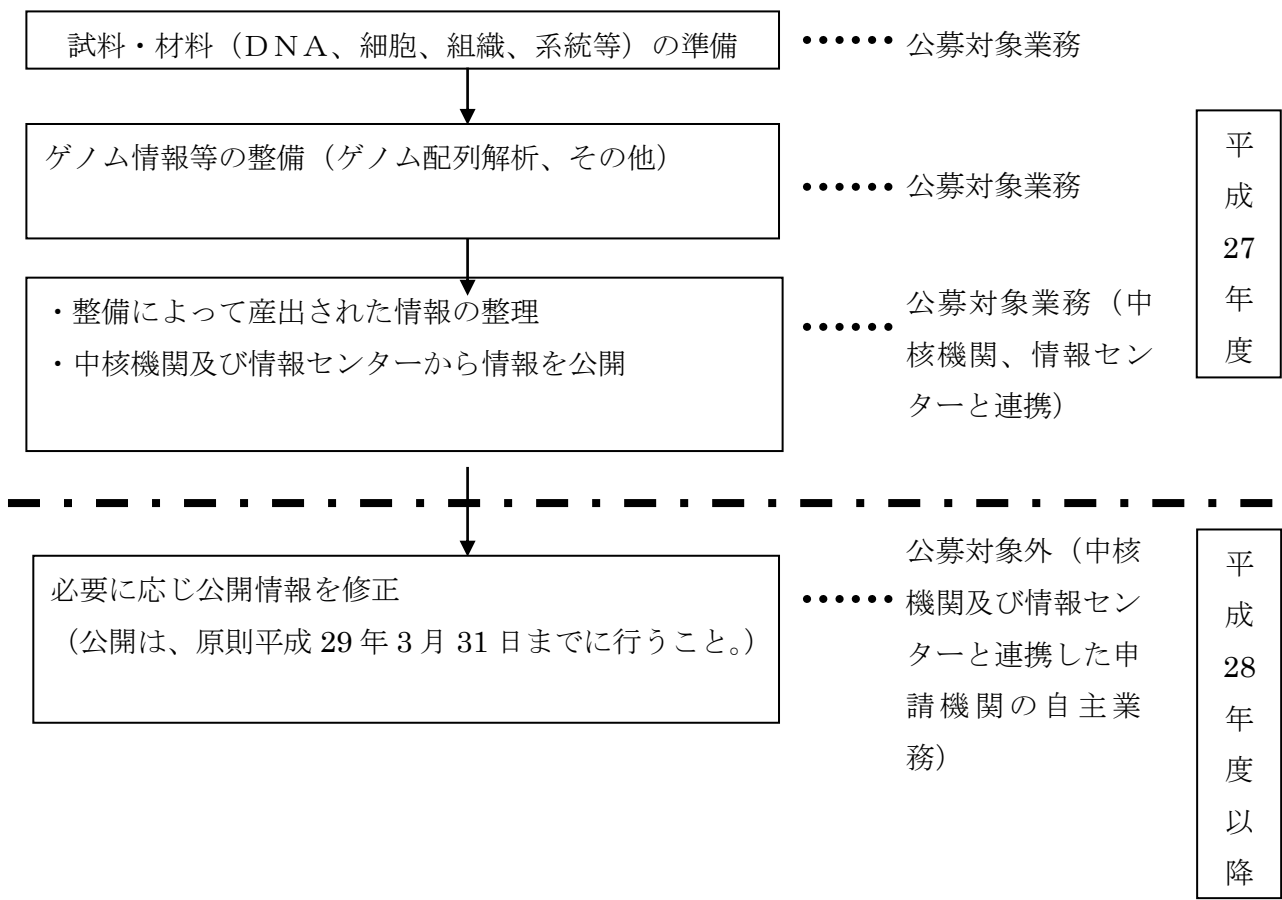 試料・材料（ＤＮＡ、細胞、組織、系統等）の準備
•••••• 公募対象業務
ゲノム情報等の整備（ゲノム配列解析、その他）
•••••• 公募対象業務
・整備によって産出された情報の整理
・中核機関及び情報センターから情報を公開
•••••• 公募対象業務（中
核機関、情報セン
ターと連携）
平
成
27
年
度
必要に応じ公開情報を修正
（公開は、原則平成 29 年 3 月 31 日までに行うこと。）
公募対象外（中核
•••••• 機関及び情報セン
ターと連携した申
請機関の自主業
務）
平
成
28
年
度
以
降